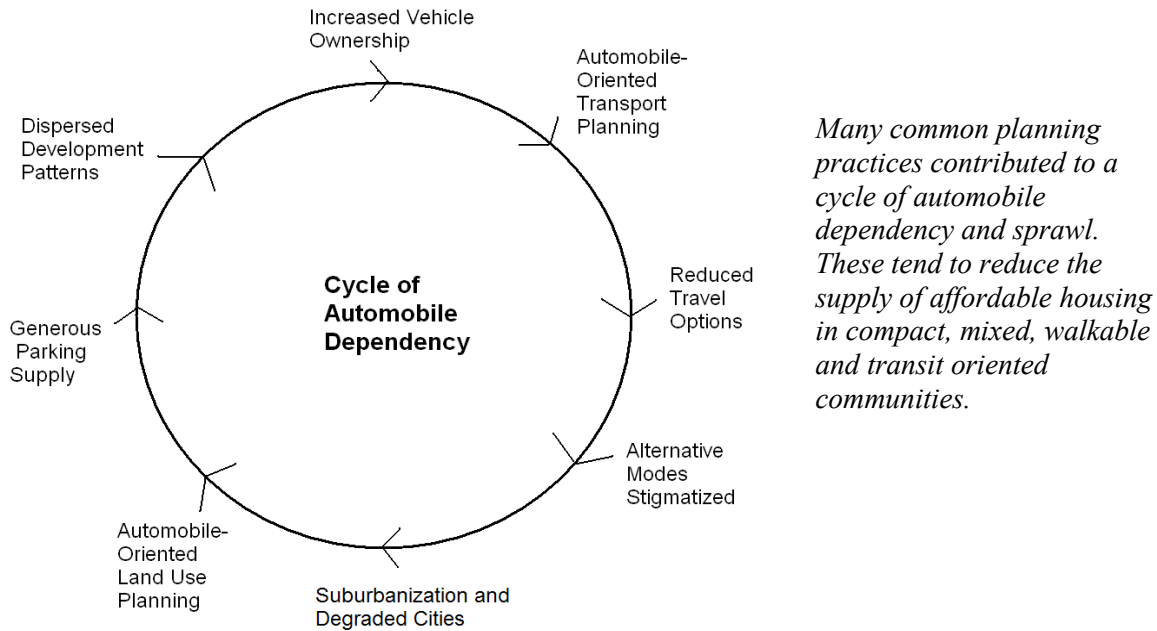 Increased Vehicle
Ownership
Automobile-
Oriented
Transport
Planning
Reduced
Travel
Options
Alternative
Modes
Stigmatized
Suburbanization and
Degraded Cities
Automobile-
Oriented
Land Use
Planning
Generous
Parking
Supply
Dispersed
Development
Patterns
Cycle of
Automobile
Dependency
Many common planning
practices contributed to a
cycle of automobile
dependency and sprawl.
These tend to reduce the
supply of affordable housing
in compact, mixed, walkable
and transit oriented
communities.